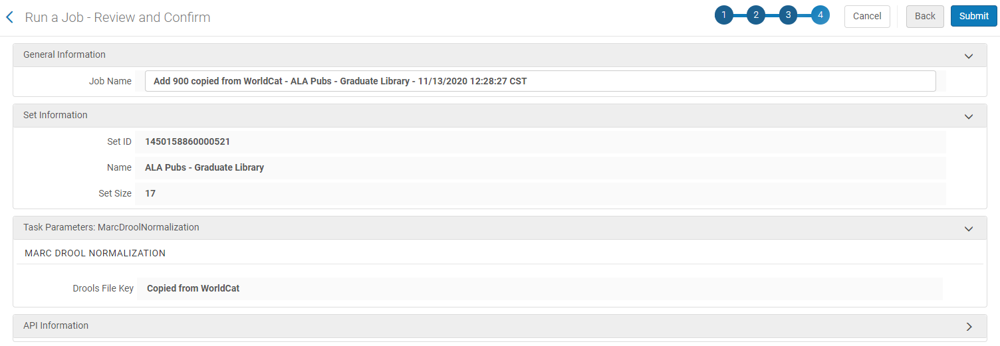 Run a Job - Review and Confirm
1 2 3 4
Cancel Back Submit
General Information
Job Name Add 900 copied from WorldCat - ALA Pubs - Graduate Library - 11/13/2020 12:28:27 CST
Set Information
Set ID 1450158860000521
Name ALA Pubs - Graduate Library
Set Size 17
Task Parameters: MarcDroolNormalization
MARC DROOL NORMALIZATION
Drools File Key Copied from WorldCat
API Information